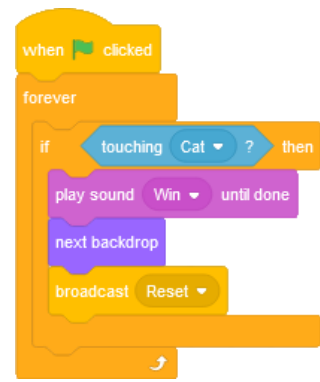 when clicked
forever
if touching Cat ? then
play sound Win until done
next backdrop
broadcast Reset